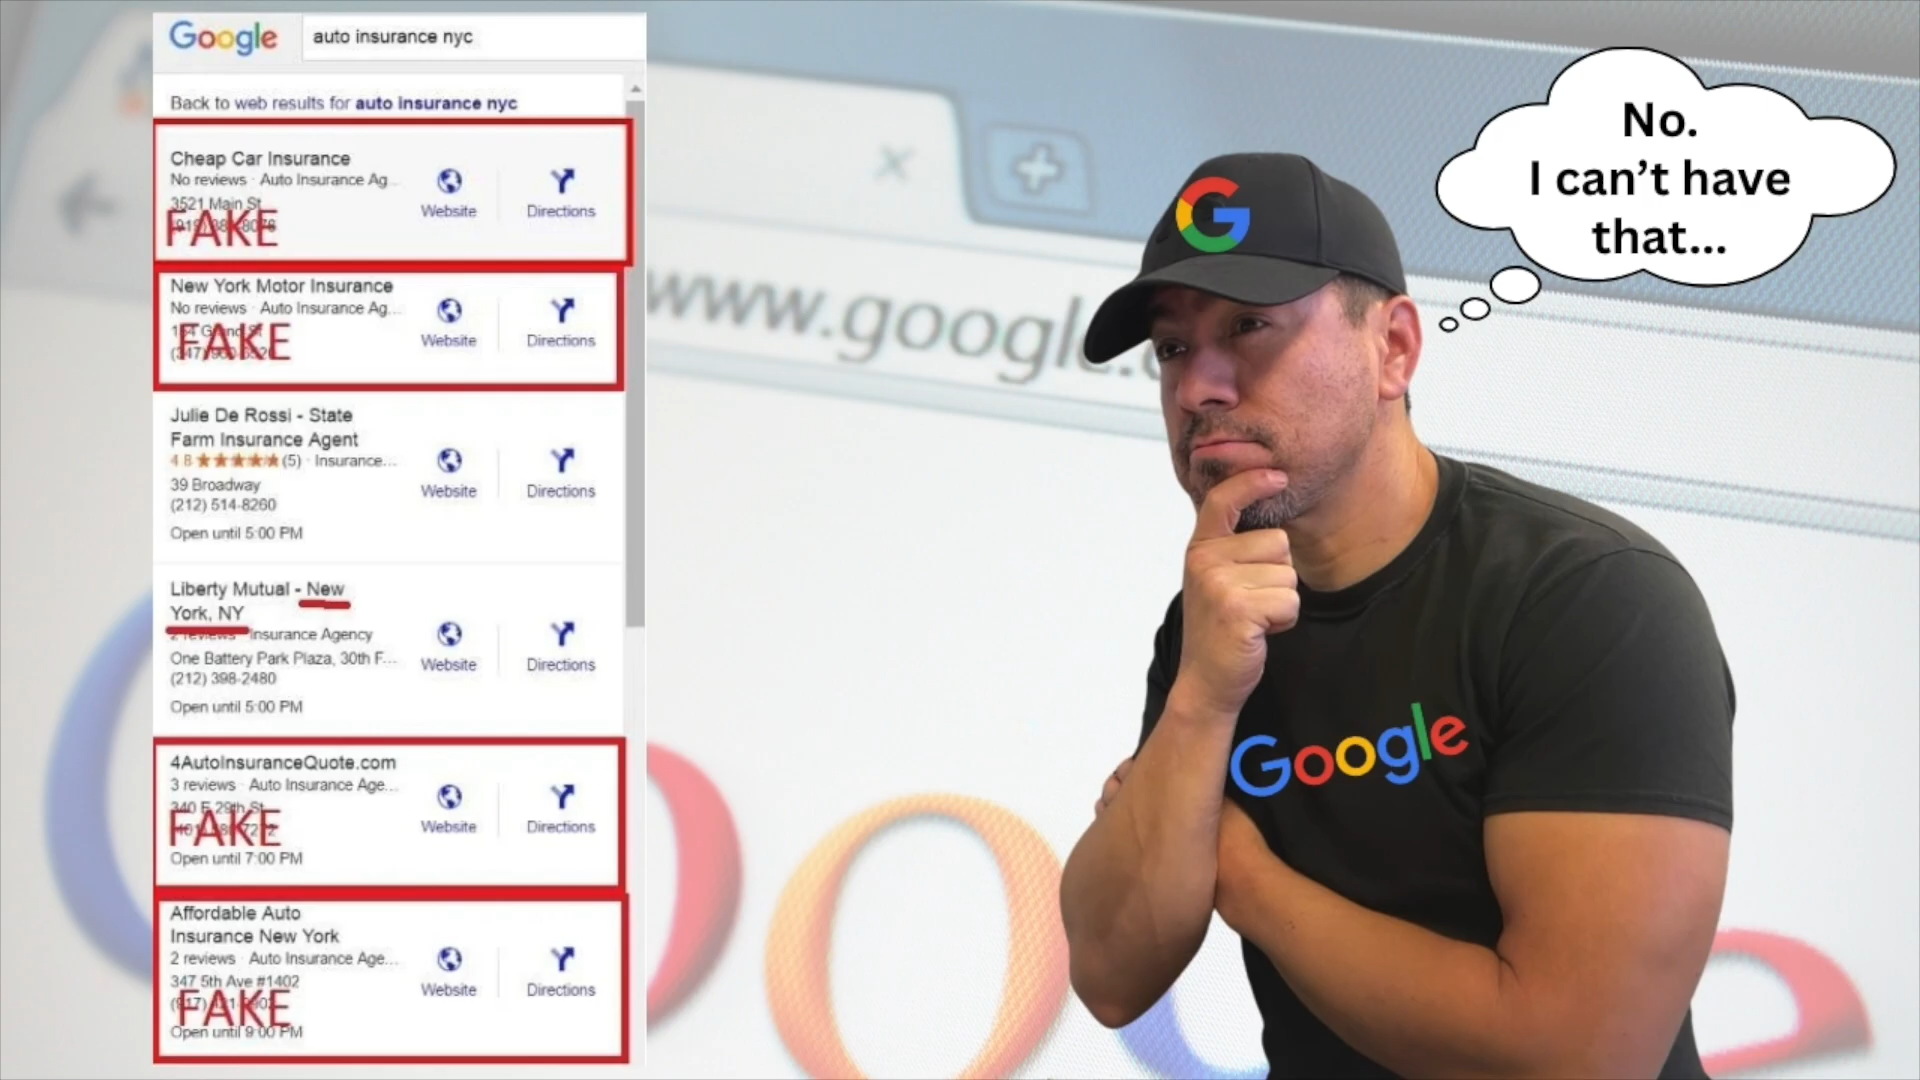 Google
auto insurance nyc
Back to web results for auto insurance nyc
Cheap Car Insurance
No reviews · Auto Insurance Ag...
3521 Main St
FAKE
Website
Directions
New York Motor Insurance
No reviews · Auto Insurance Ag...
FAKE
Website
Directions
Julie De Rossi - State
Farm Insurance Agent
4.8 (5) · Insurance...
39 Broadway
(212) 514-8260
Open until 5:00 PM
Website
Directions
Liberty Mutual - New
York, NY
2 reviews · Insurance Agency
One Battery Park Plaza, 30th F...
(212) 398-2480
Open until 5:00 PM
Website
Directions
4AutoInsuranceQuote.com
3 reviews · Auto Insurance Age...
340 E 29th St
FAKE
Open until 7:00 PM
Website
Directions
Affordable Auto
Insurance New York
2 reviews · Auto Insurance Age...
347 5th Ave #1402
FAKE
Open until 9:00 PM
Website
Directions
www.google.
G
Google
No.
I can't have
that...